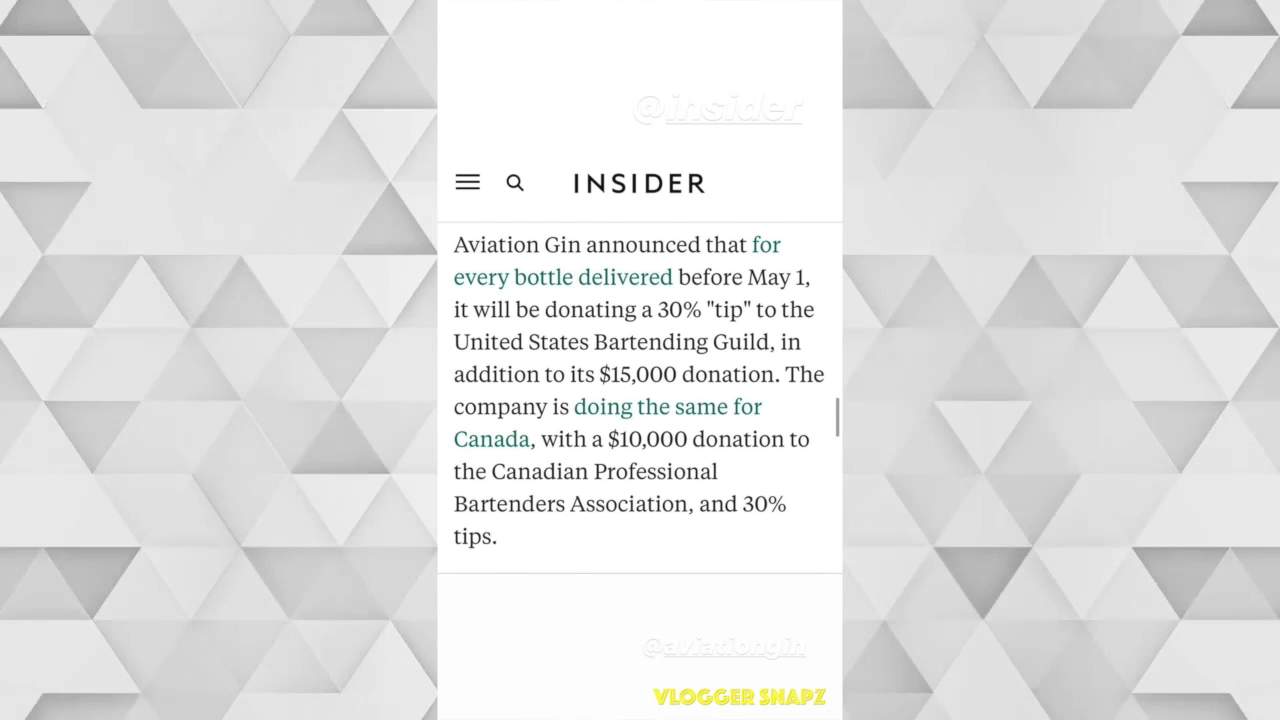 @insider
INSIDER
Aviation Gin announced that for
every bottle delivered before May 1,
it will be donating a 30% "tip" to the
United States Bartending Guild, in
addition to its $15,000 donation. The
company is doing the same for
Canada, with a $10,000 donation to
the Canadian Professional
Bartenders Association, and 30%
tips.
@aviationgin
VLOGGER SNAPZ